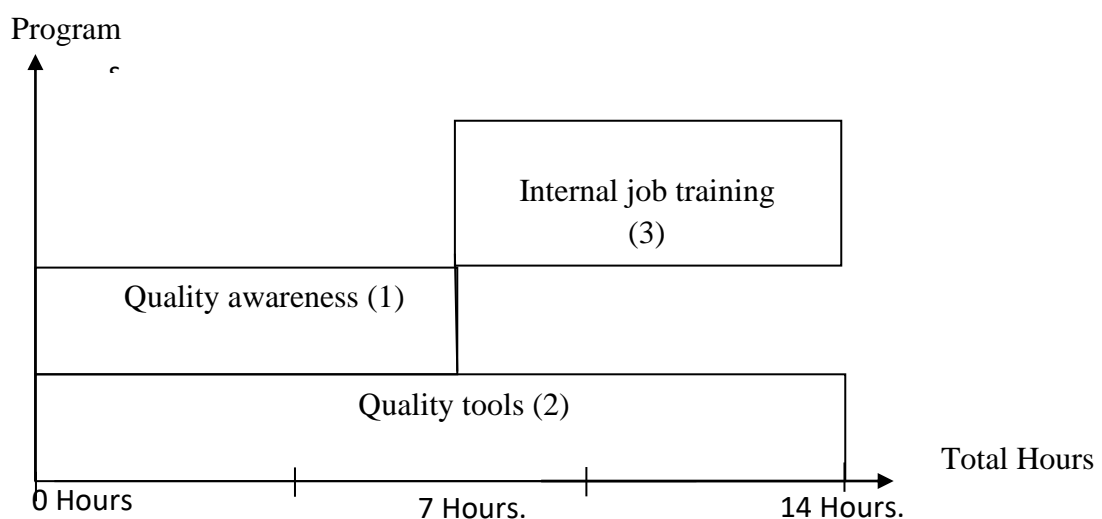 Program
s
Internal job training
(3)
Quality awareness (1)
Quality tools (2)
Total Hours
0 Hours
7 Hours.
14 Hours.